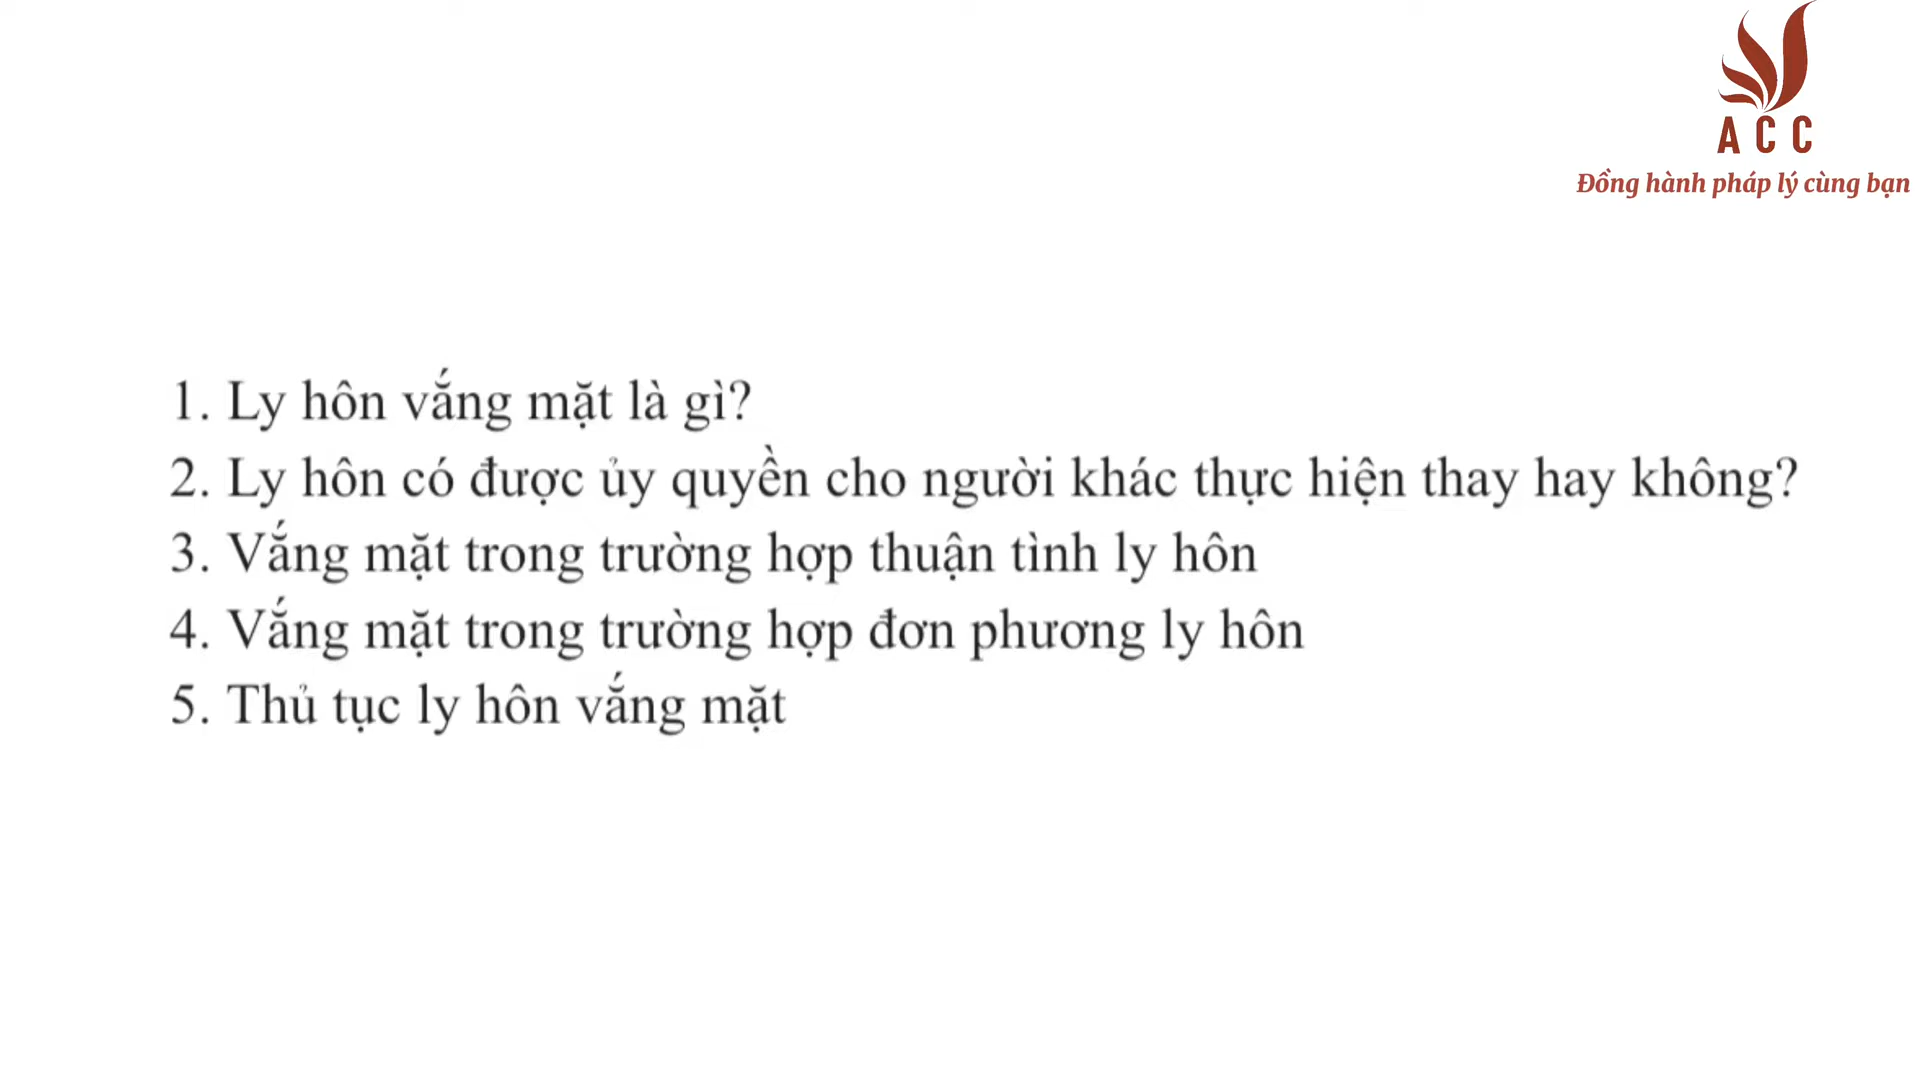 ACC
Đồng hành pháp lý cùng bạn
1. Ly hôn vắng mặt là gì?
2. Ly hôn có được ủy quyền cho người khác thực hiện thay hay không?
3. Vắng mặt trong trường hợp thuận tình ly hôn
4. Vắng mặt trong trường hợp đơn phương ly hôn
5. Thủ tục ly hôn vắng mặt